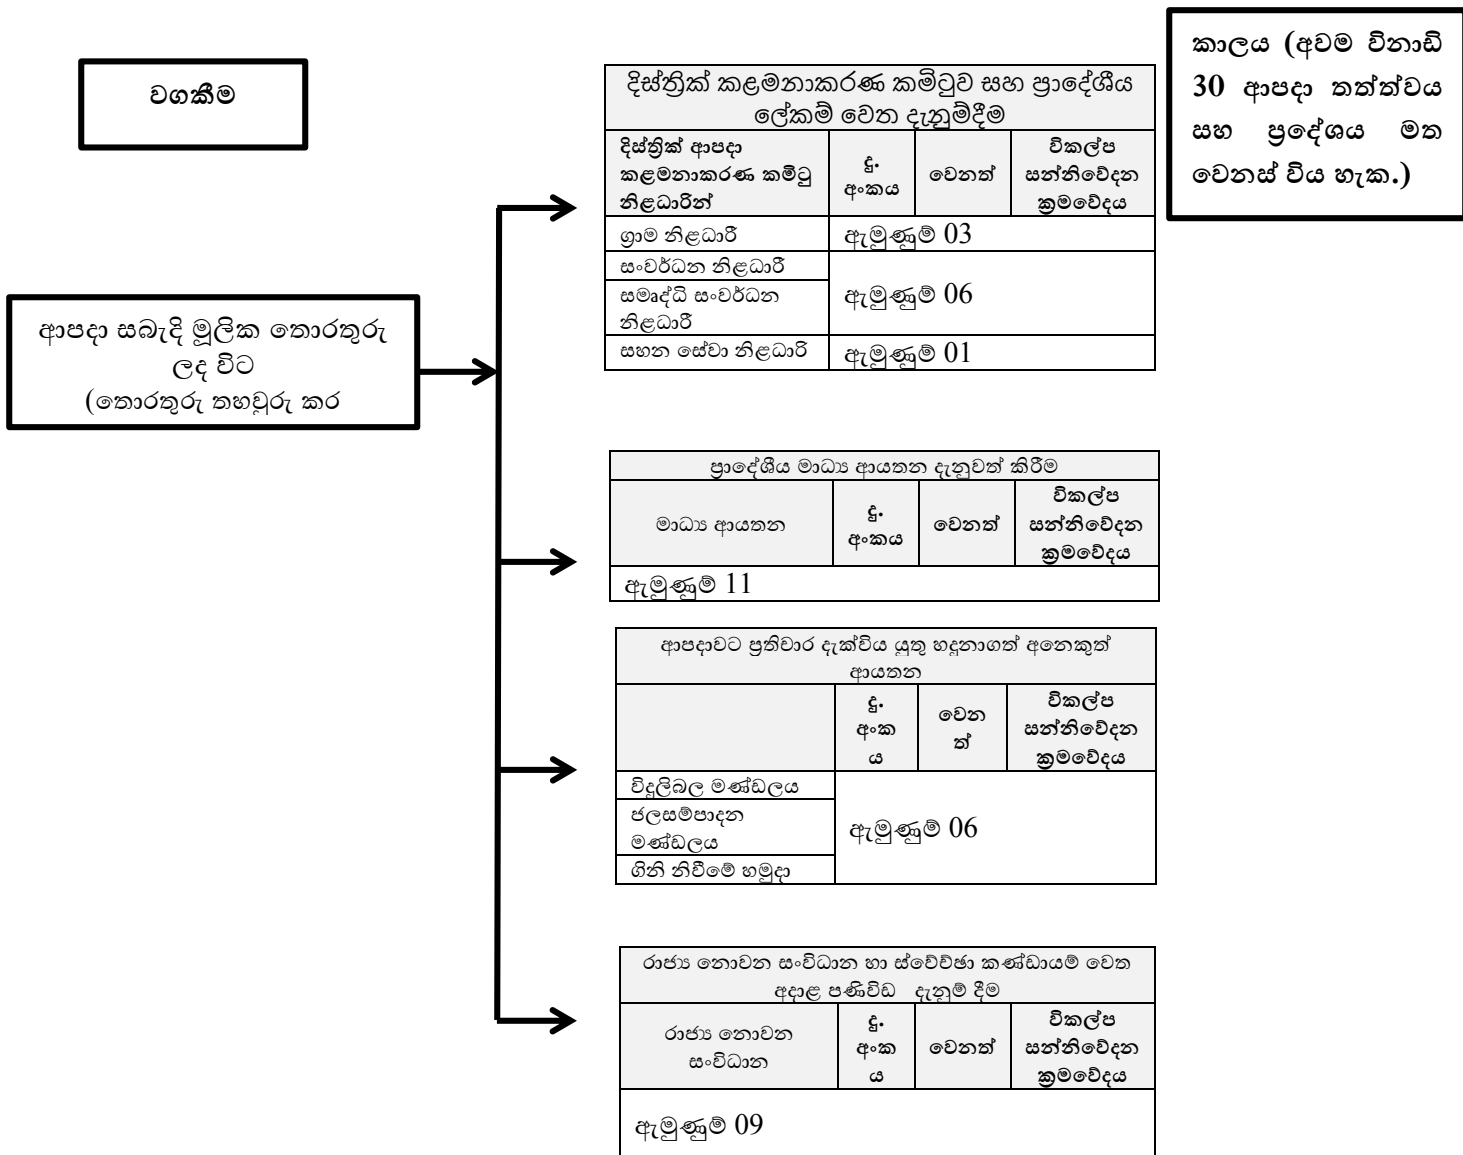 වගකීම
කාලය (අවම විනාඩි
30 ආපදා තත්ත්වය
සහ ප්‍රදේශය මත
වෙනස් විය හැක.)
ආපදා සබැදි මූලික තොරතුරු
ලද විට
(තොරතුරු තහවුරු කර
දිස්ත්‍රික් කළමනාකරණ කමිටුව සහ ප්‍රාදේශීය
ලේකම් වෙත දැනුම්දීම
දිස්ත්‍රික් ආපදා
කළමනාකරණ කමිටු
නිළධාරීන්
දු.
අංකය
වෙනත්
විකල්ප
සන්නිවේදන
ක්‍රමවේදය
ග්‍රාම නිළධාරී
ඇමුණුම් 03
සංවර්ධන නිළධාරී
සමෘද්ධි සංවර්ධන
නිළධාරී
ඇමුණුම් 06
සහන සේවා නිළධාරි
ඇමුණුම් 01
ප්‍රාදේශීය මාධ්‍ය ආයතන දැනුවත් කිරීම
මාධ්‍ය ආයතන
දු.
අංකය
වෙනත්
විකල්ප
සන්නිවේදන
ක්‍රමවේදය
ඇමුණුම් 11
ආපදාවට ප්‍රතිචාර දැක්විය යුතු හදුනාගත් අනෙකුත්
ආයතන
දු.
අංක
ය
වෙන
ත්
විකල්ප
සන්නිවේදන
ක්‍රමවේදය
විදුලිබල මණ්ඩලය
ජලසම්පාදන
මණ්ඩලය
ගිනි නිවීමේ හමුදා
ඇමුණුම් 06
රාජ්‍ය නොවන සංවිධාන හා ස්වේච්ඡා කණ්ඩායම් වෙත
අදාළ පණිවිඩ දැනුම් දීම
රාජ්‍ය නොවන
සංවිධාන
දු.
අංක
ය
වෙනත්
විකල්ප
සන්නිවේදන
ක්‍රමවේදය
ඇමුණුම් 09